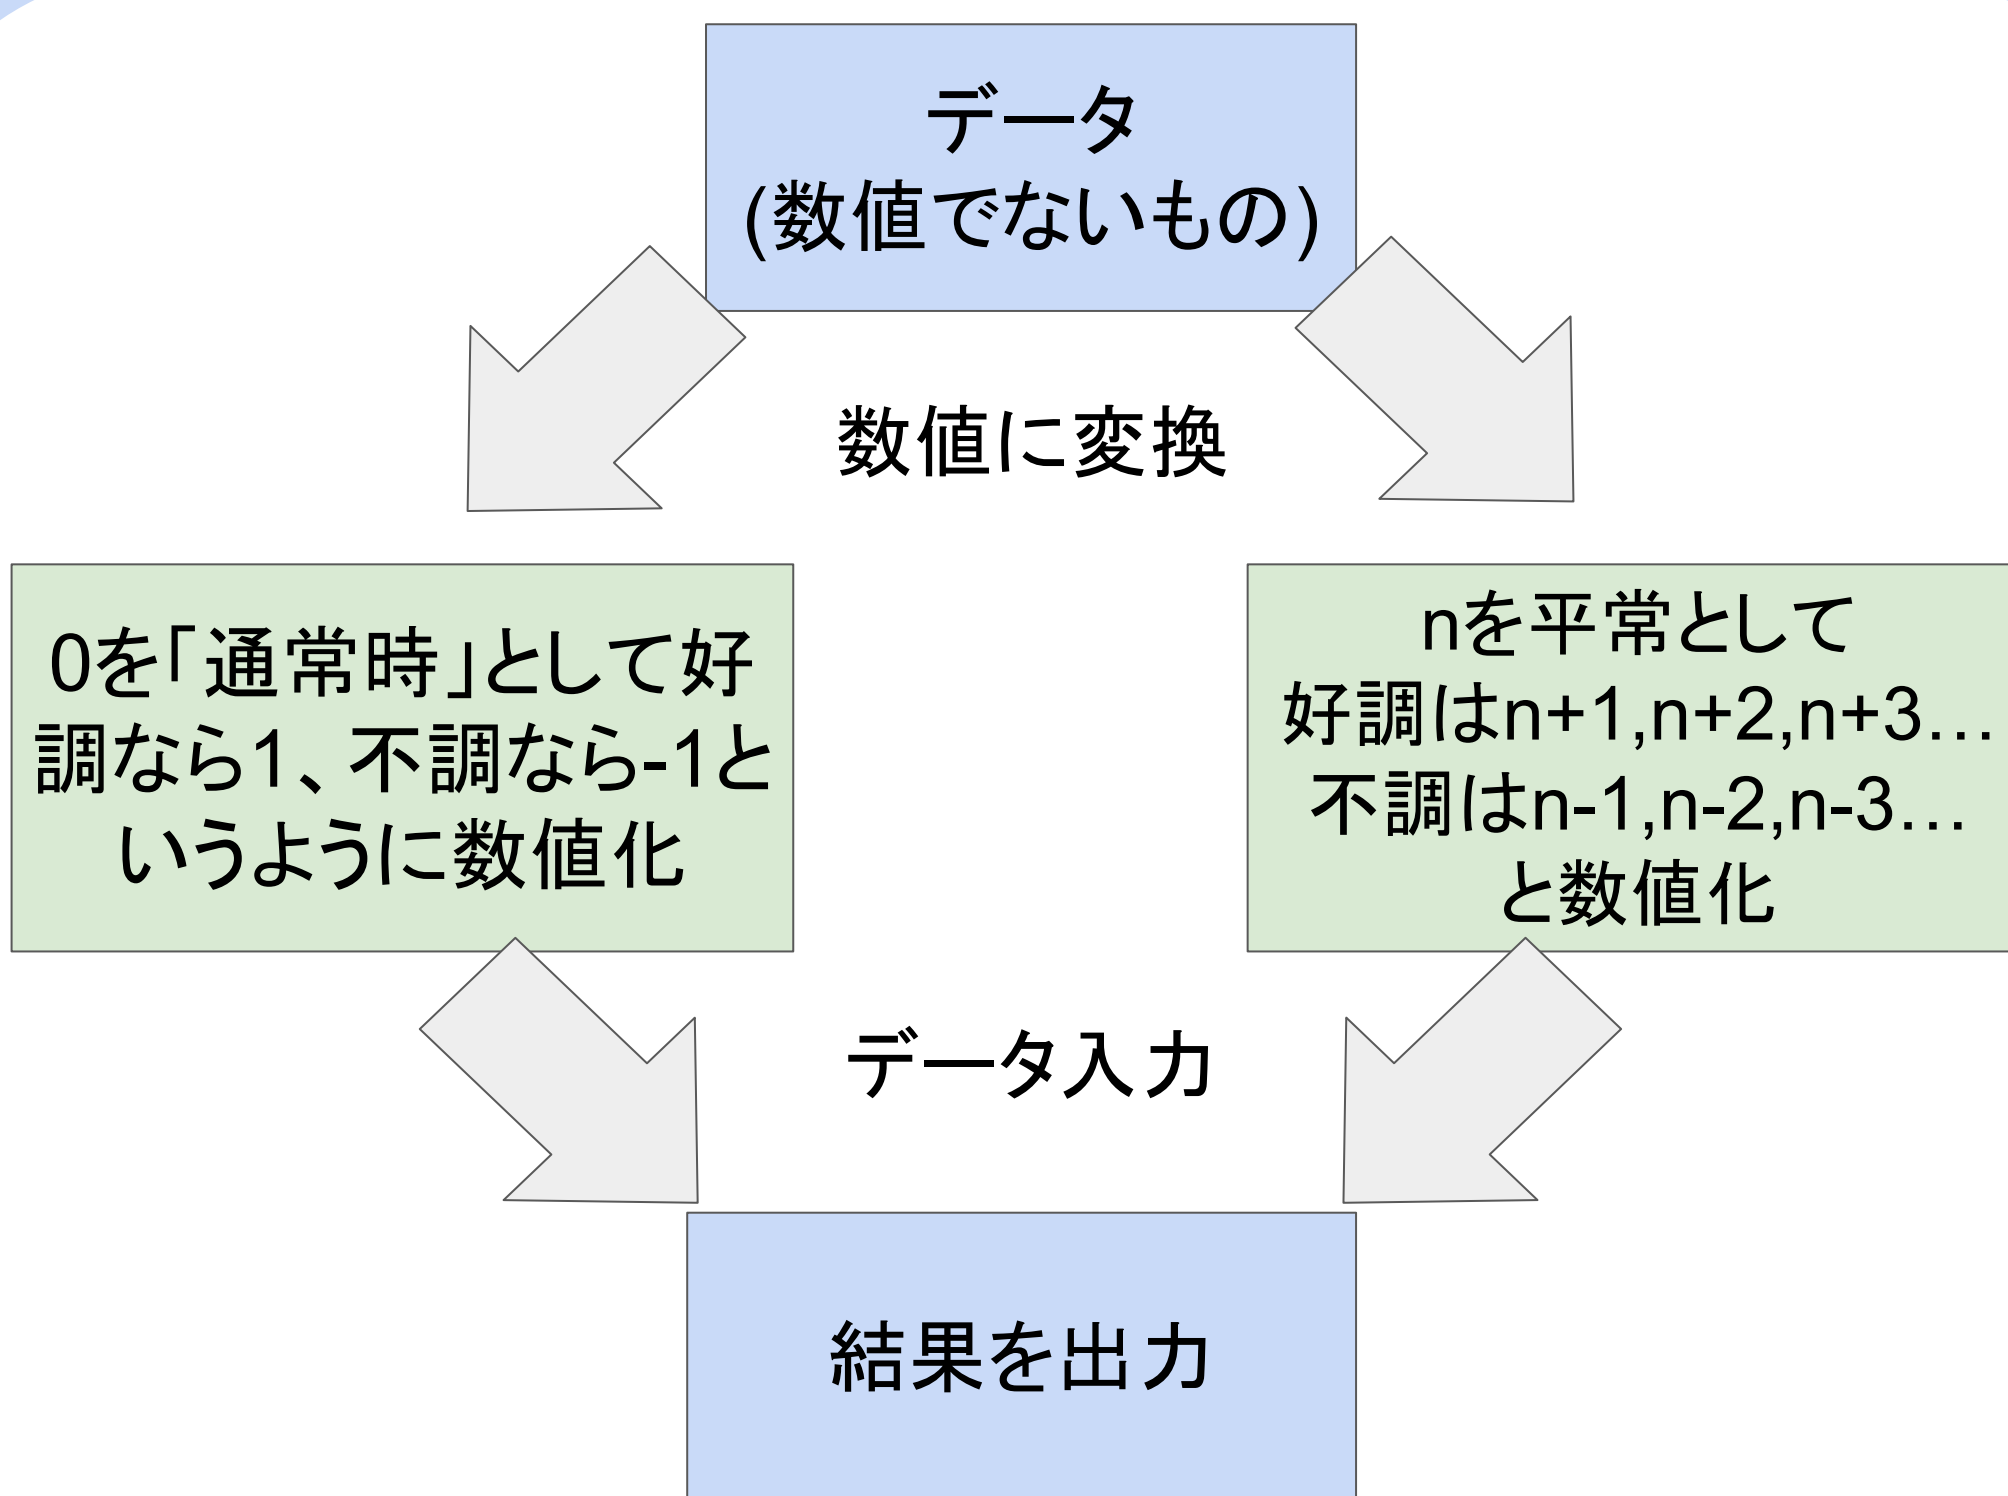 データ
(数値でないもの)
数値に変換
0を「通常時」として好
調なら1、不調なら-1と
いうように数値化
nを平常として
好調はn+1,n+2,n+3…
不調はn-1,n-2,n-3…
と数値化
データ入力
結果を出力